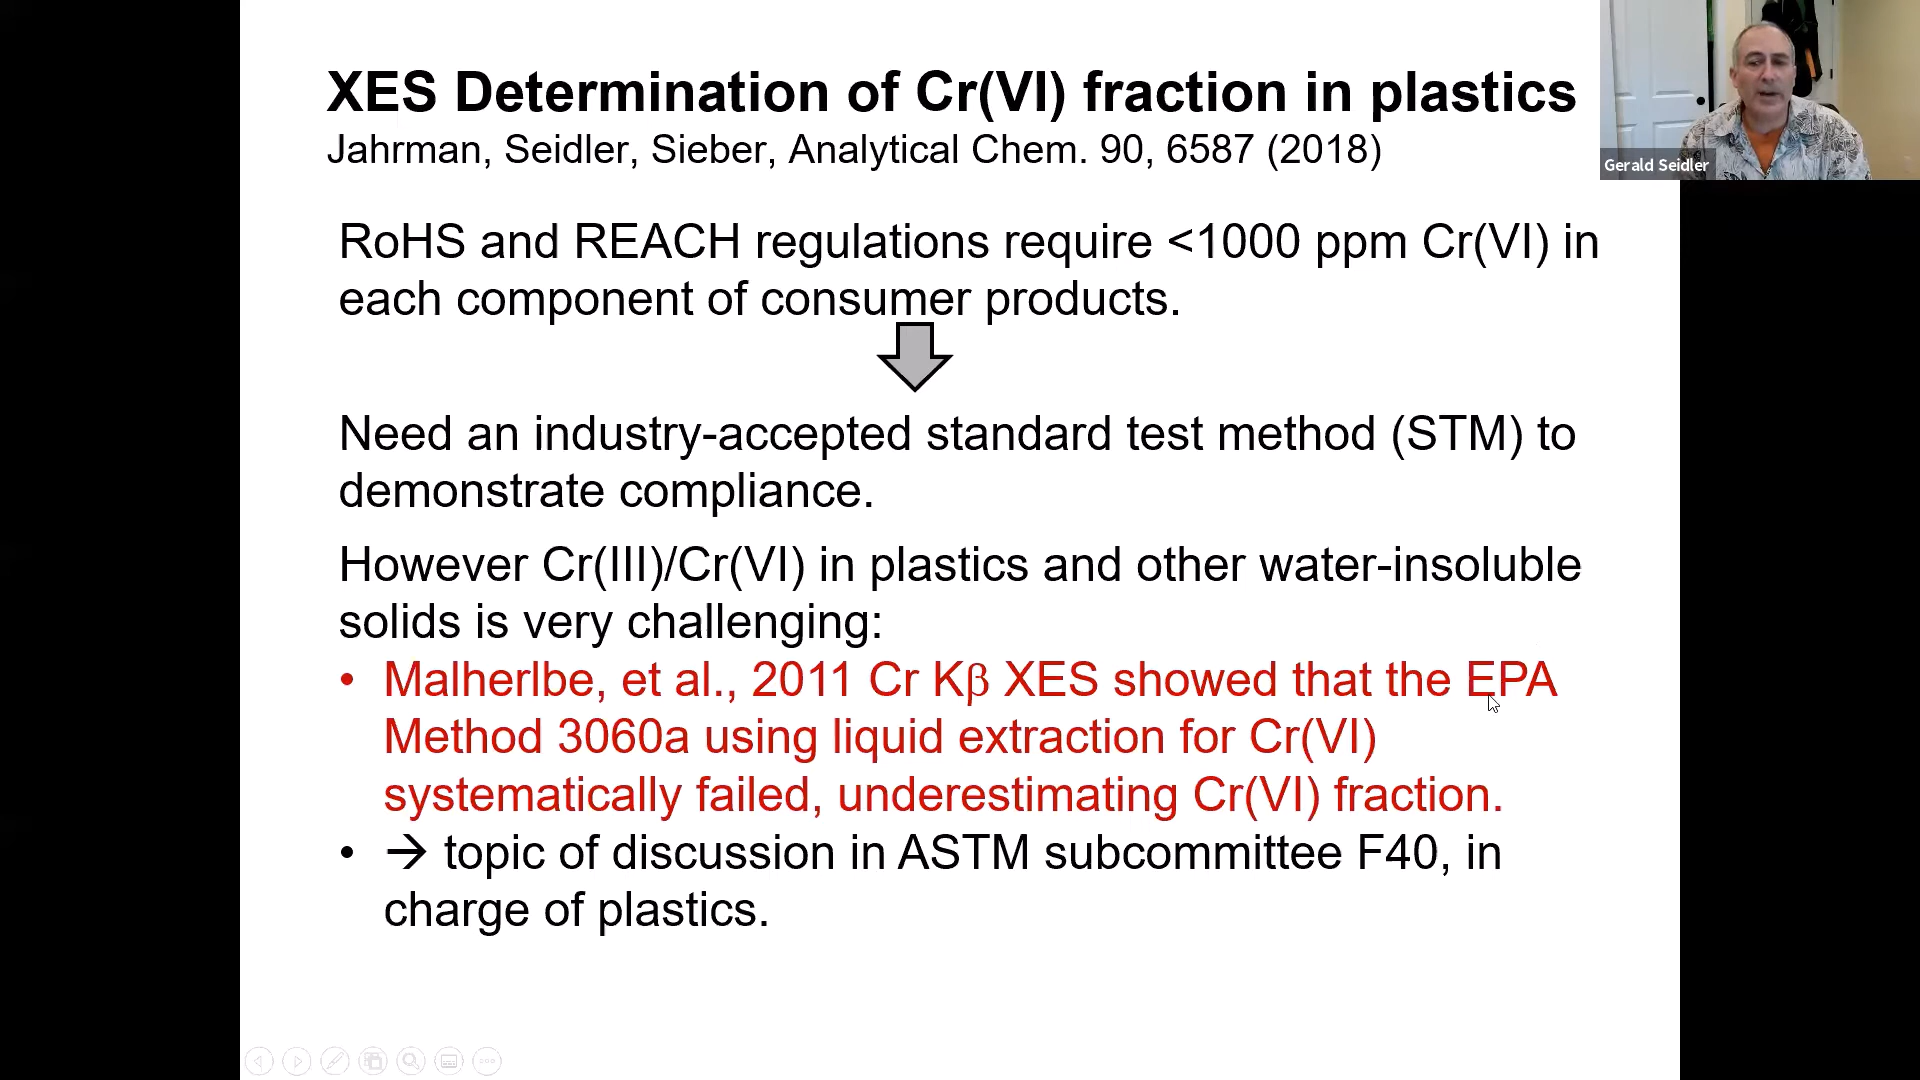 XES Determination of Cr(VI) fraction in plastics
Jahrman, Seidler, Sieber, Analytical Chem. 90, 6587 (2018)
Gerald Seidler
RoHS and REACH regulations require <1000 ppm Cr(VI) in
each component of consumer products.
Need an industry-accepted standard test method (STM) to
demonstrate compliance.
However Cr(III)/Cr(VI) in plastics and other water-insoluble
solids is very challenging:
• Malherlbe, et al., 2011 Cr Kβ XES showed that the EPA
Method 3060a using liquid extraction for Cr(VI)
systematically failed, underestimating Cr(VI) fraction.
• → topic of discussion in ASTM subcommittee F40, in
charge of plastics.